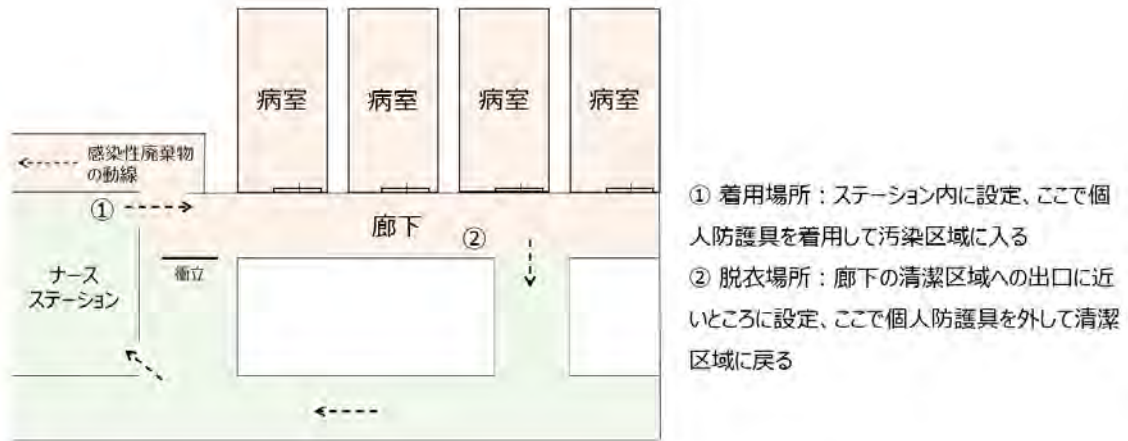 病室
病室
病室
病室
感染性廃棄物
の動線
①
廊下
②
衝立
ナース
ステーション
① 着用場所：ステーション内に設定、ここで個
人防護具を着用して汚染区域に入る
② 脱衣場所：廊下の清潔区域への出口に近
いところに設定、ここで個人防護具を外して清潔
区域に戻る